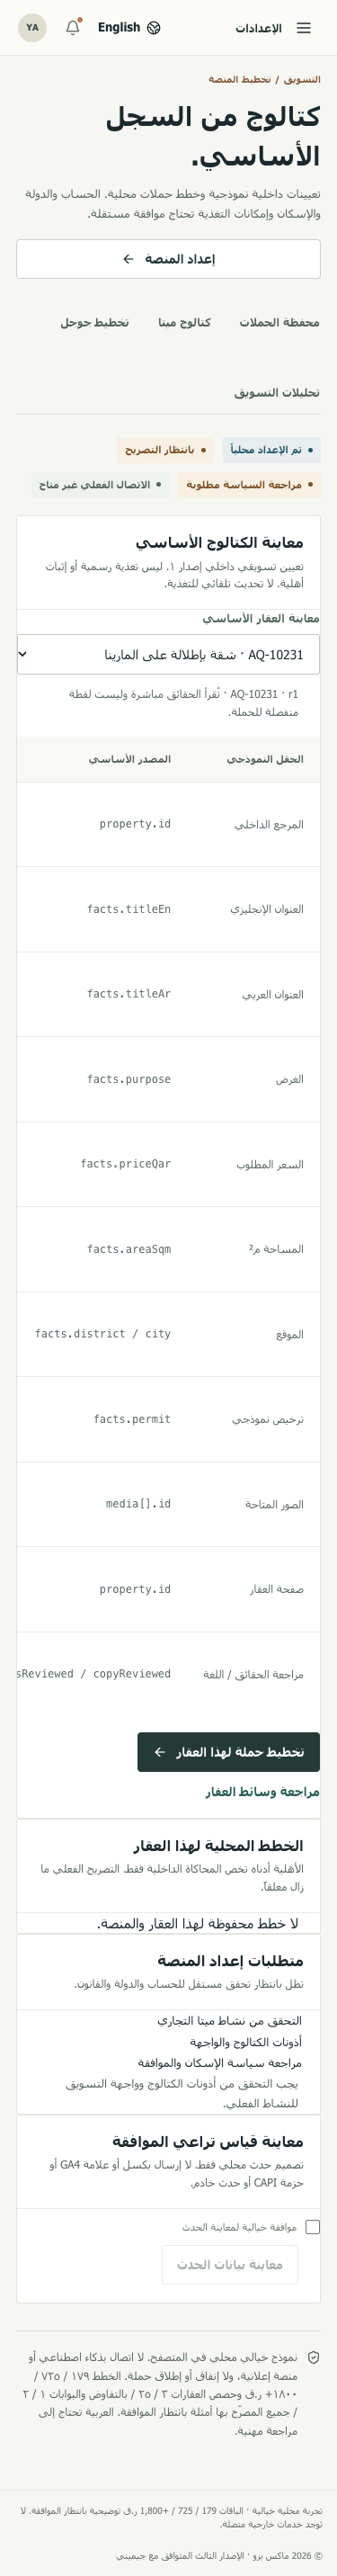 الإعدادات
English
YA
التسويق / تخطيط المنصة
كتالوج من السجل
الأساسي.
تعيينات داخلية نموذجية وخطط حملات محلية. الحساب والدولة
والإسكان وإمكانات التغذية تحتاج موافقة مستقلة.
إعداد المنصة ←
محفظة الحملات
كتالوج ميتا
تخطيط جوجل
تحليلات التسويق
تم الإعداد محلياً
بانتظار التصريح
مراجعة السياسة مطلوبة
الاتصال الفعلي غير متاح
معاينة الكتالوج الأساسي
تعيين تسويقي داخلي إصدار ١. ليس تغذية رسمية أو إثبات
أهلية. لا تحديث تلقائي للتغذية.
معاينة العقار الأساسي
AQ-10231 · شقة بإطلالة على المارينا
AQ-10231 · r1 · تُقرأ الحقائق مباشرة وليست لقطة
منفصلة للحملة.
الحقل النموذجي
المصدر الأساسي
المرجع الداخلي
property.id
العنوان الإنجليزي
facts.titleEn
العنوان العربي
facts.titleAr
الغرض
facts.purpose
السعر المطلوب
facts.priceQar
المساحة م²
facts.areaSqm
الموقع
facts.district / city
ترخيص نموذجي
facts.permit
الصور المتاحة
media[].id
صفحة العقار
property.id
مراجعة الحقائق / اللغة
sReviewed / copyReviewed
تخطيط حملة لهذا العقار ←
مراجعة وسائط العقار
الخطط المحلية لهذا العقار
الأهلية أدناه تخص المحاكاة الداخلية فقط. التصريح الفعلي ما
زال معلقاً.
لا خطط محفوظة لهذا العقار والمنصة.
متطلبات إعداد المنصة
تظل بانتظار تحقق مستقل للحساب والدولة والقانون.
التحقق من نشاط ميتا التجاري
أذونات الكتالوج والواجهة
مراجعة سياسة الإسكان والموافقة
يجب التحقق من أذونات الكتالوج وواجهة التسويق
للنشاط الفعلي.
معاينة قياس تراعي الموافقة
تصميم حدث محلي فقط. لا إرسال بكسل أو علامة GA4 أو
حزمة CAPI أو حدث خادم.
موافقة خيالية لمعاينة الحدث
معاينة بيانات الحدث
نموذج خيالي محلي في المتصفح. لا اتصال بذكاء اصطناعي أو
منصة إعلانية، ولا إنفاق أو إطلاق حملة. الخطط ١٧٩ / ٧٢٥ /
١٨٠٠+ ر.ق وحصص العقارات ٣ / ٢٥ / بالتفاوض والبوابات ١ / ٢
/ جميع المصرّح بها أمثلة بانتظار الموافقة. العربية تحتاج إلى
مراجعة مهنية.
تجربة محلية خيالية · الباقات 179 / 725 / +1,800 ر.ق توضيحية بانتظار الموافقة. لا
توجد خدمات خارجية متصلة.
© 2026 ماكس برو · الإصدار الثالث المتوافق مع جيميني